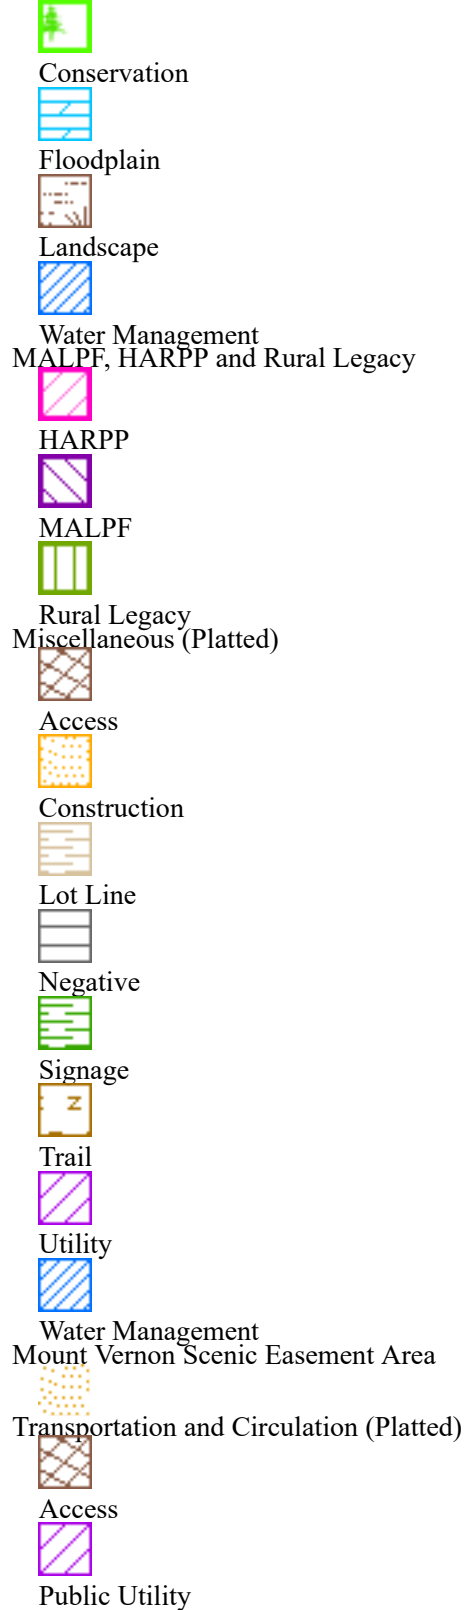 Conservation
Floodplain
Landscape
Water Management
MALPF, HARPP and Rural Legacy
HARPP
MALPF
Rural Legacy
Miscellaneous (Platted)
Access
Construction
Lot Line
Negative
Signage
Trail
Utility
Water Management
Mount Vernon Scenic Easement Area
Transportation and Circulation (Platted)
Access
Public Utility